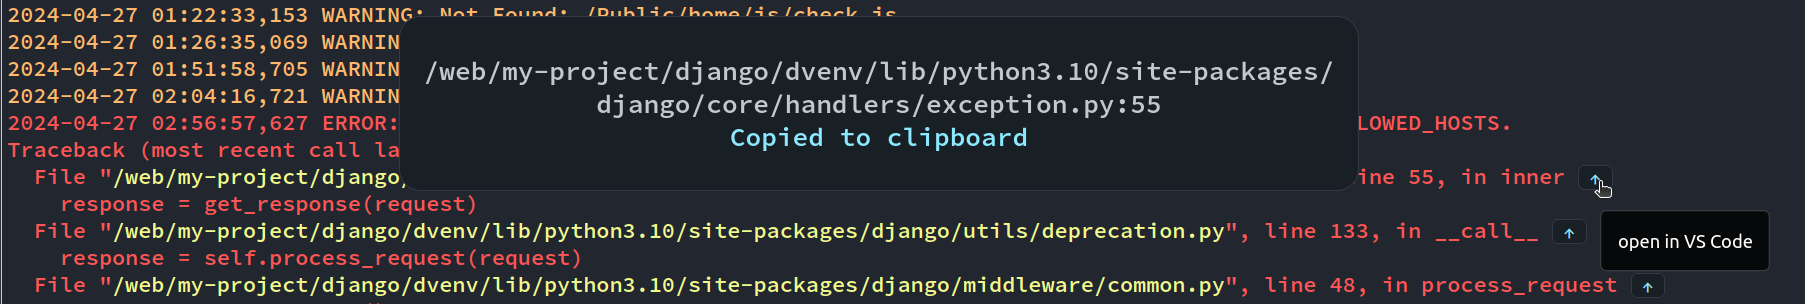 2024-04-27 01:22:33,153 WARNING: Not Found: /Public/home/js/check.js
2024-04-27 01:26:35,069 WARNIN
2024-04-27 01:51:58,705 WARNIN
2024-04-27 02:04:16,721 WARNIN
2024-04-27 02:56:57,627 ERROR: LOWED_HOSTS.
Traceback (most recent call la
File "/web/my-project/django/ ine 55, in inner ↑
response = get_response(request)
File "/web/my-project/django/dvenv/lib/python3.10/site-packages/django/utils/deprecation.py", line 133, in __call__ ↑
response = self.process_request(request)
File "/web/my-project/django/dvenv/lib/python3.10/site-packages/django/middleware/common.py", line 48, in process_request ↑
/web/my-project/django/dvenv/lib/python3.10/site-packages/
django/core/handlers/exception.py:55
Copied to clipboard
open in VS Code